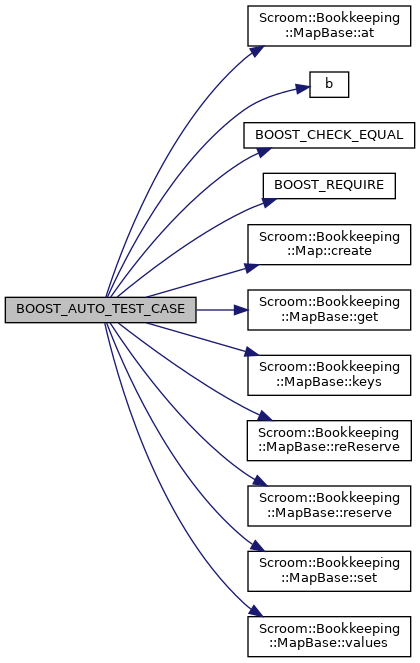 Scroom::Bookkeeping
::MapBase::at
b
BOOST_CHECK_EQUAL
BOOST_REQUIRE
Scroom::Bookkeeping
::Map::create
BOOST_AUTO_TEST_CASE
Scroom::Bookkeeping
::MapBase::get
Scroom::Bookkeeping
::MapBase::keys
Scroom::Bookkeeping
::MapBase::reReserve
Scroom::Bookkeeping
::MapBase::reserve
Scroom::Bookkeeping
::MapBase::set
Scroom::Bookkeeping
::MapBase::values